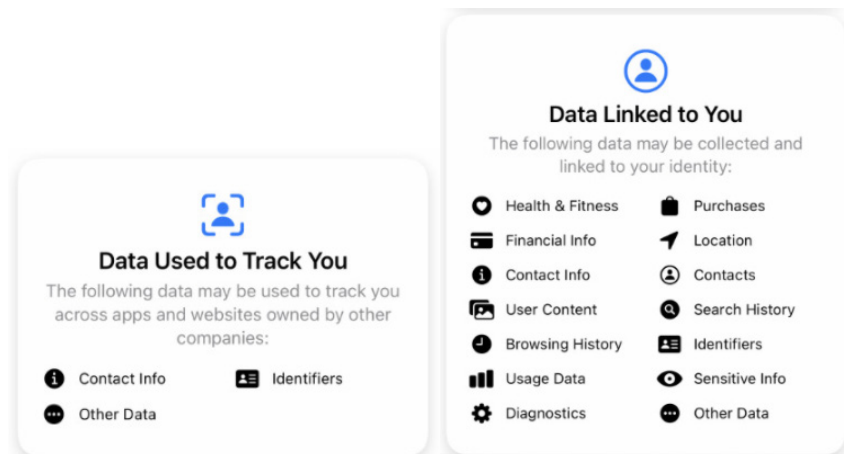 Data Used to Track You
The following data may be used to track you
across apps and websites owned by other
companies:
Contact Info
Identifiers
Other Data
Data Linked to You
The following data may be collected and
linked to your identity:
Health & Fitness
Purchases
Financial Info
Location
Contact Info
Contacts
User Content
Search History
Browsing History
Identifiers
Usage Data
Sensitive Info
Diagnostics
Other Data